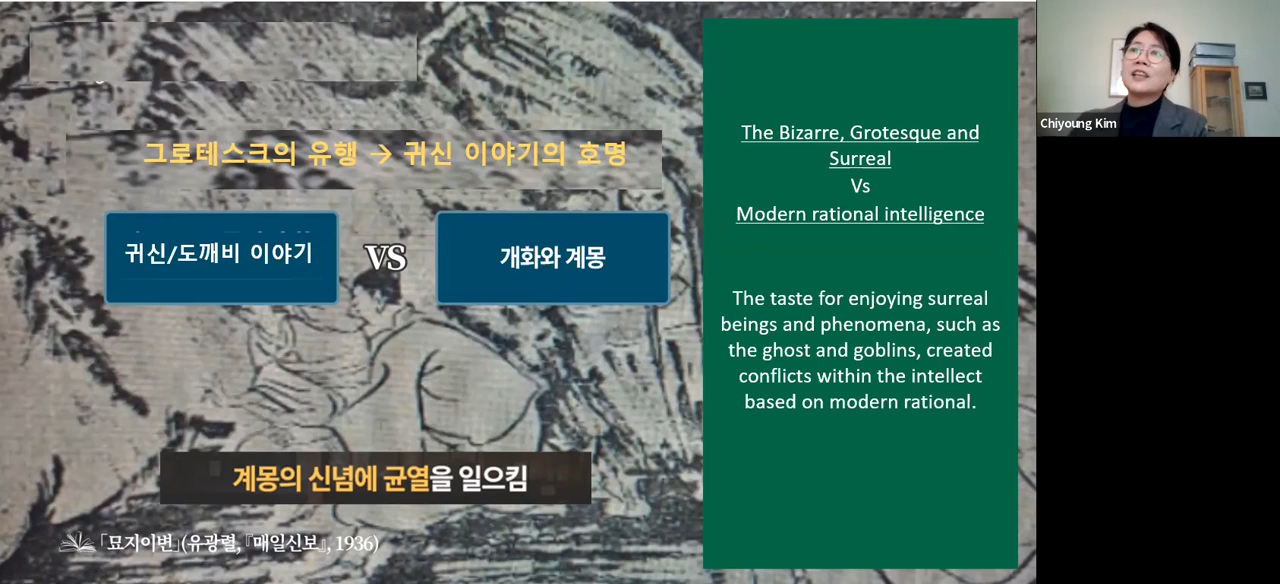 그로테스크의 유행 → 귀신 이야기의 호명
귀신/도깨비 이야기
VS
개화와 계몽
계몽의 신념에 균열을 일으킴
「묘지이변」(유광렬, 『매일신보』, 1936)
The Bizarre, Grotesque and
Surreal
Vs
Modern rational intelligence
The taste for enjoying surreal
beings and phenomena, such as
the ghost and goblins, created
conflicts within the intellect
based on modern rational.
Chiyoung Kim